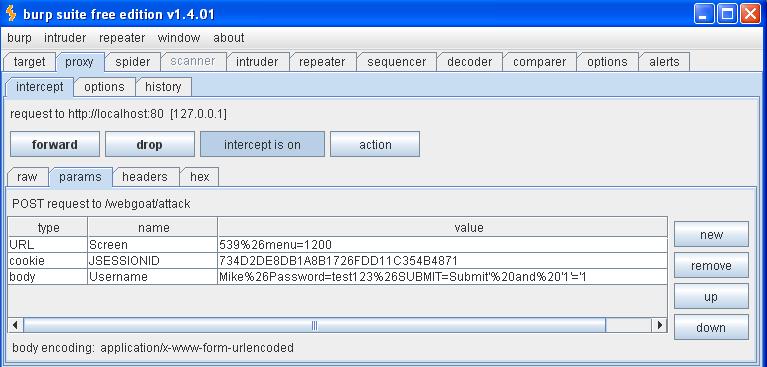 burp suite free edition v1.4.01
burp intruder repeater window about
target proxy spider scanner intruder repeater sequencer decoder comparer options alerts
intercept options history
request to http://localhost:80 [127.0.0.1]
forward drop intercept is on action
raw params headers hex
POST request to /webgoat/attack
type name value
URL Screen 539%26menu=1200
cookie JSESSIONID 734D2DE8DB1A8B1726FDD11C354B4871
body Username Mike%26Password=test123%26SUBMIT=Submit'%20and%20'1'='1
new
remove
up
down
body encoding: application/x-www-form-urlencoded